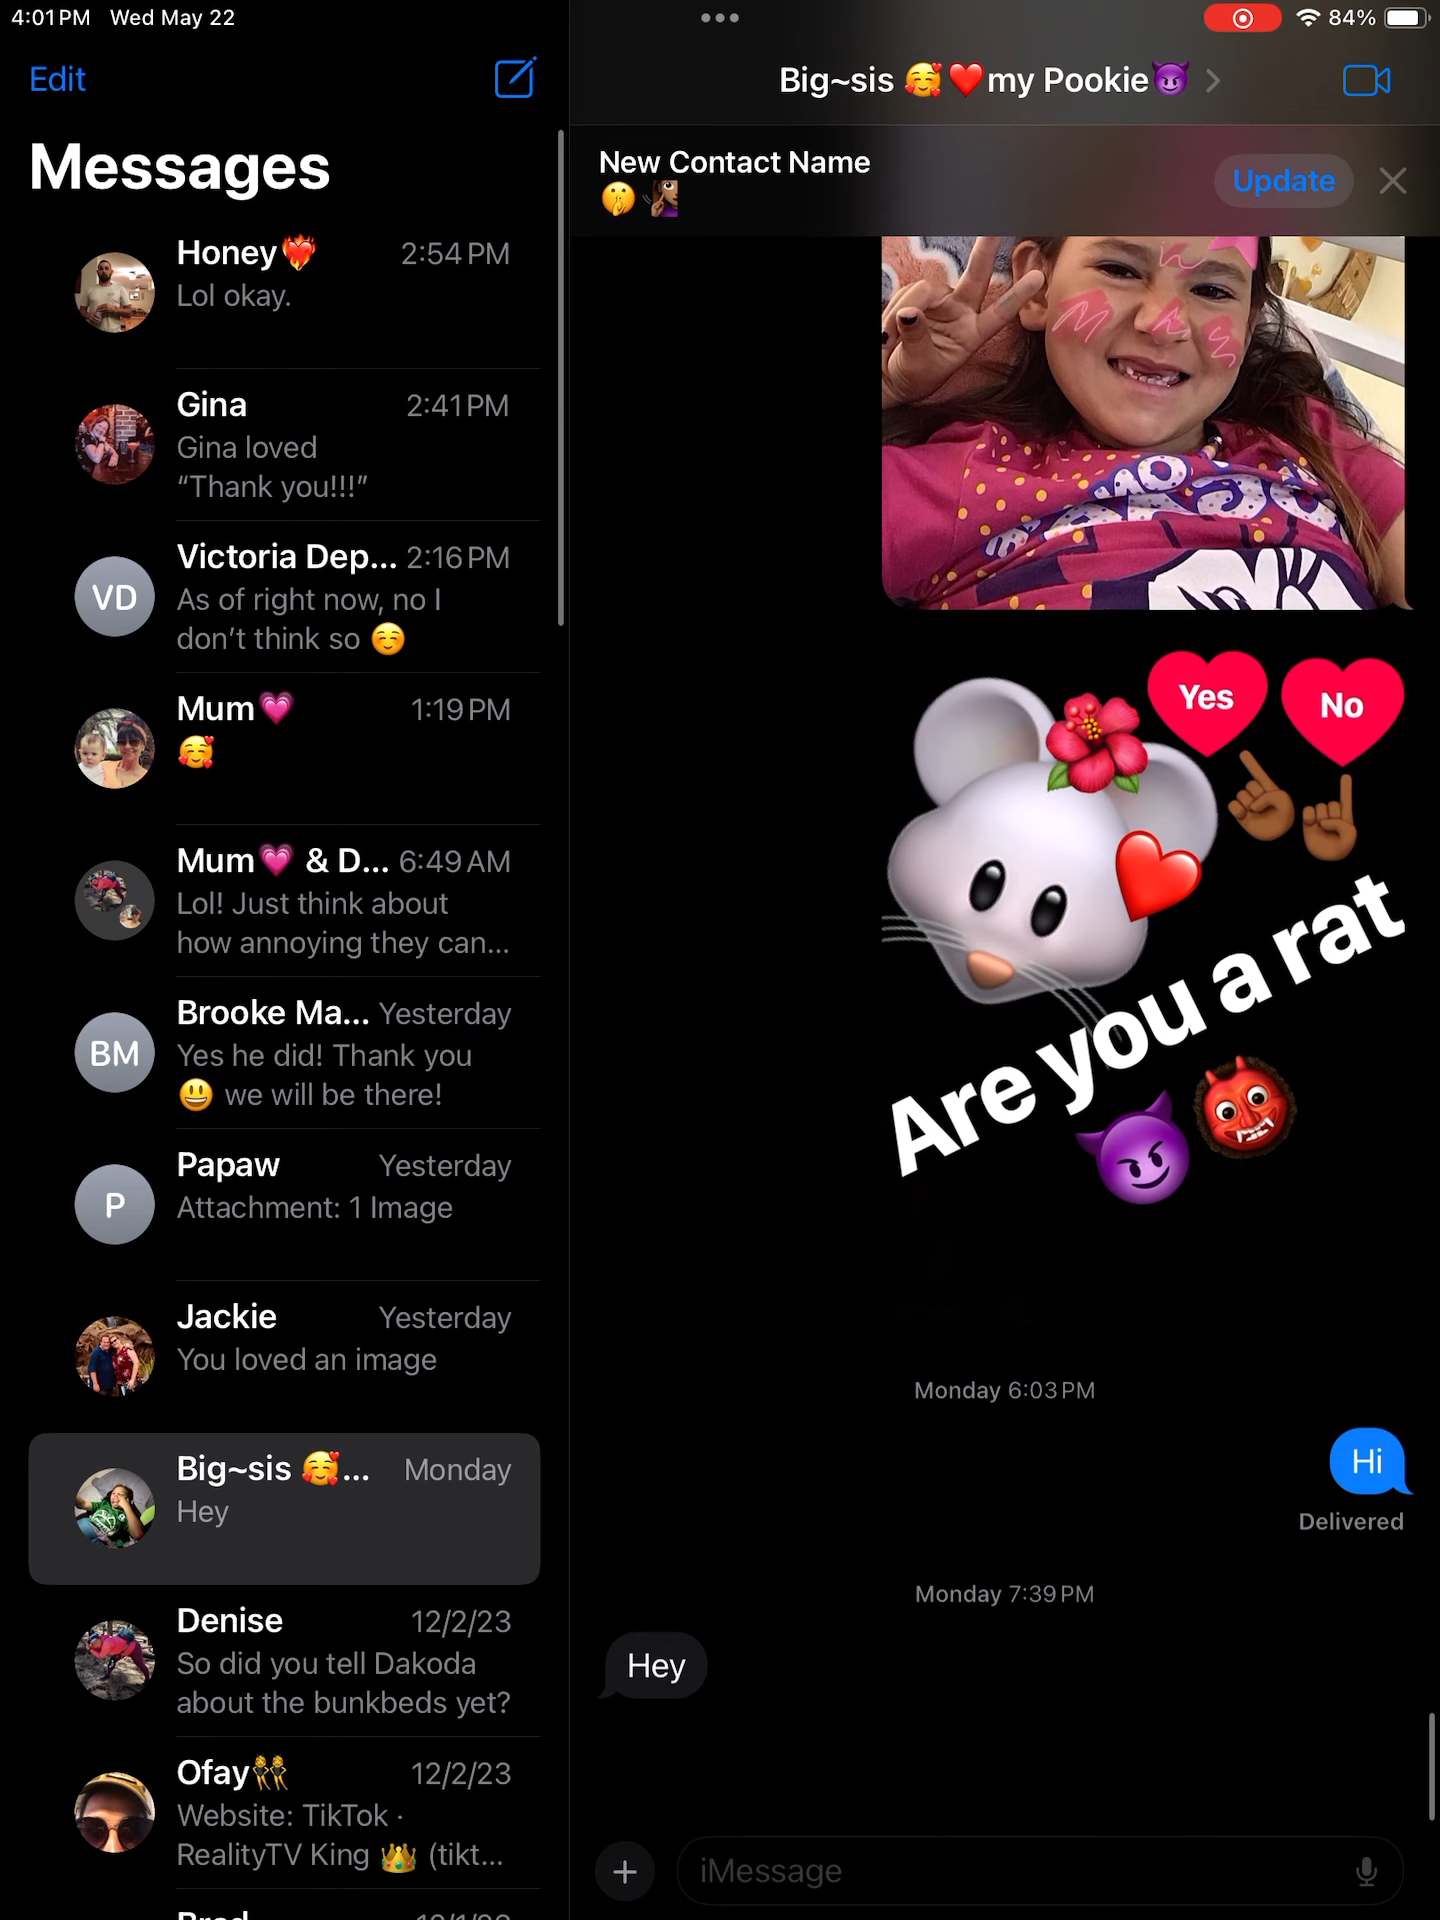 4:01 PM Wed May 22
84%
Edit
Messages
Honey❤️‍🔥 2:54 PM
Lol okay.
Gina 2:41 PM
Gina loved
“Thank you!!!”
VD
Victoria Dep... 2:16 PM
As of right now, no I
don’t think so ☺️
Mum💗 1:19 PM
🥰
Mum💗 & D... 6:49 AM
Lol! Just think about
how annoying they can...
BM
Brooke Ma... Yesterday
Yes he did! Thank you
😃 we will be there!
P
Papaw Yesterday
Attachment: 1 Image
Jackie Yesterday
You loved an image
Big~sis 🥰... Monday
Hey
Denise 12/2/23
So did you tell Dakoda
about the bunkbeds yet?
Ofay👯 12/2/23
Website: TikTok ·
RealityTV King 👑 (tikt...
Big~sis 🥰❤️my Pookie😈
New Contact Name
🤫🧏🏾‍♀️
Update
Yes No
Are you a rat
Monday 6:03 PM
Hi
Delivered
Monday 7:39 PM
Hey
iMessage